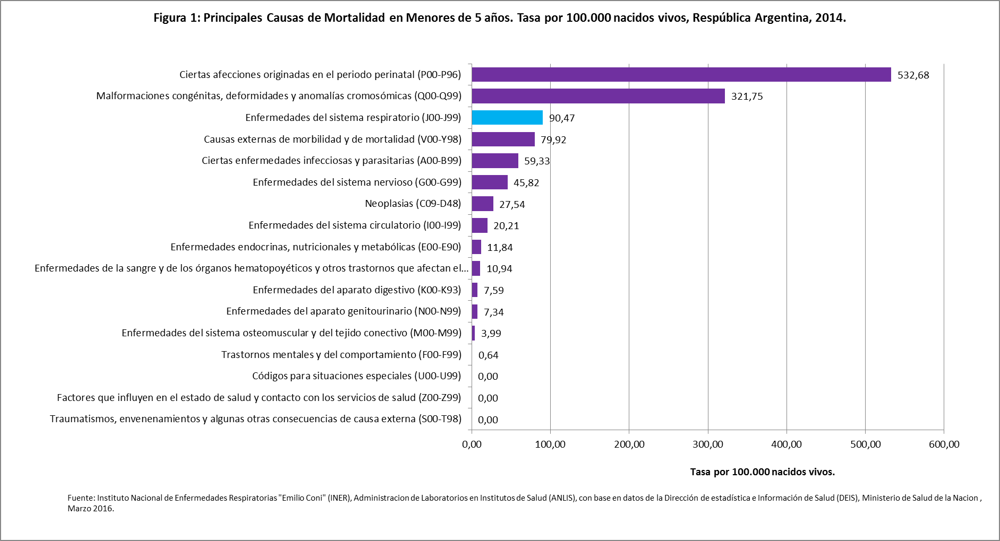 Figura 1: Principales Causas de Mortalidad en Menores de 5 años. Tasa por 100.000 nacidos vivos, Respública Argentina, 2014.
Ciertas afecciones originadas en el periodo perinatal (P00-P96) 532,68
Malformaciones congénitas, deformidades y anomalías cromosómicas (Q00-Q99) 321,75
Enfermedades del sistema respiratorio (J00-J99) 90,47
Causas externas de morbilidad y de mortalidad (V00-Y98) 79,92
Ciertas enfermedades infecciosas y parasitarias (A00-B99) 59,33
Enfermedades del sistema nervioso (G00-G99) 45,82
Neoplasias (C09-D48) 27,54
Enfermedades del sistema circulatorio (I00-I99) 20,21
Enfermedades endocrinas, nutricionales y metabólicas (E00-E90) 11,84
Enfermedades de la sangre y de los órganos hematopoyéticos y otros trastornos que afectan el... 10,94
Enfermedades del aparato digestivo (K00-K93) 7,59
Enfermedades del aparato genitourinario (N00-N99) 7,34
Enfermedades del sistema osteomuscular y del tejido conectivo (M00-M99) 3,99
Trastornos mentales y del comportamiento (F00-F99) 0,64
Códigos para situaciones especiales (U00-U99) 0,00
Factores que influyen en el estado de salud y contacto con los servicios de salud (Z00-Z99) 0,00
Traumatismos, envenenamientos y algunas otras consecuencias de causa externa (S00-T98) 0,00
0,00 100,00 200,00 300,00 400,00 500,00 600,00
Tasa por 100.000 nacidos vivos.
Fuente: Instituto Nacional de Enfermedades Respiratorias "Emilio Coni" (INER), Administracion de Laboratorios en Institutos de Salud (ANLIS), con base en datos de la Dirección de estadística e Información de Salud (DEIS), Ministerio de Salud de la Nacion ,
Marzo 2016.